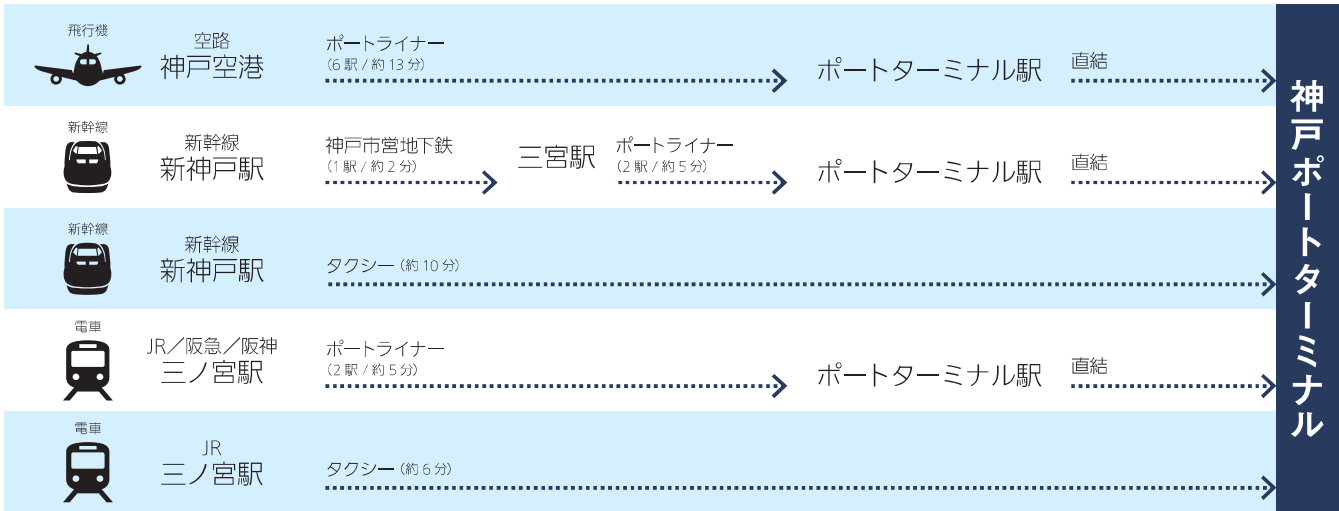 飛行機
空路
神戸空港
ポートライナー
(6 駅 / 約 13 分)
ポートターミナル駅
直結
新幹線
新幹線
新神戸駅
神戸市営地下鉄
(1 駅 / 約 2 分)
三宮駅
ポートライナー
(2 駅 / 約 5 分)
ポートターミナル駅
直結
新幹線
新幹線
新神戸駅
タクシー (約 10 分)
電車
JR／阪急／阪神
三ノ宮駅
ポートライナー
(2 駅 / 約 5 分)
ポートターミナル駅
直結
電車
JR
三ノ宮駅
タクシー (約 6 分)
神戸ポートターミナル